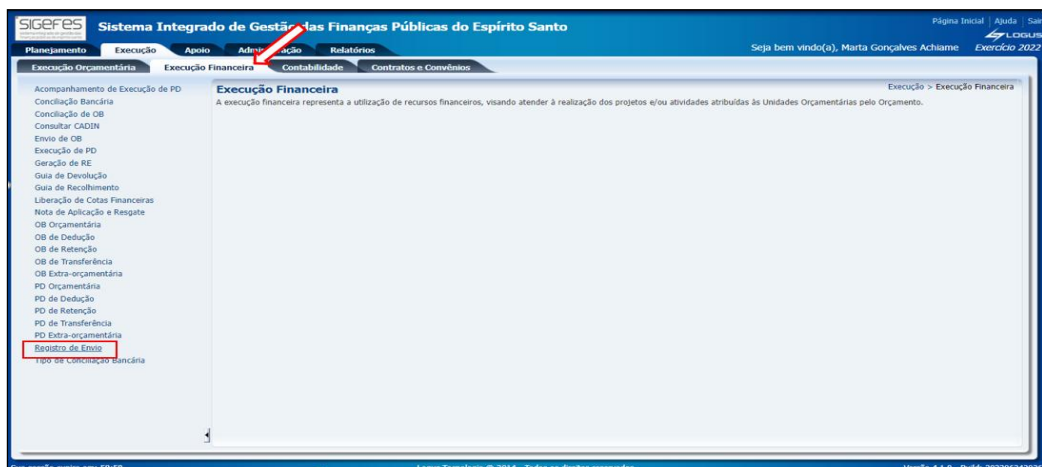 SIGEFES
Sistema Integrado de Gestão das Finanças Públicas do Espírito Santo
Página Inicial | Ajuda | Sair
LOGUS
Planejamento Execução Apoio Relatórios
Seja bem vindo(a), Marta Gonçalves Achiame Exercício 2022
Execução Orçamentária Execução Financeira Contabilidade Contratos e Convênios
Execução > Execução Financeira
Execução Financeira
A execução financeira representa a utilização de recursos financeiros, visando atender à realização dos projetos e/ou atividades atribuídas às Unidades Orçamentárias pelo Orçamento.
Acompanhamento de Execução de PD
Conciliação Bancária
Conciliação de OB
Consultar CADIN
Envio de OB
Execução de PD
Geração de RE
Guia de Devolução
Guia de Recolhimento
Liberação de Cotas Financeiras
Nota de Aplicação e Resgate
OB Orçamentária
OB de Dedução
OB de Retenção
OB de Transferência
OB Extra-orçamentária
PD Orçamentária
PD de Dedução
PD de Retenção
PD de Transferência
PD Extra-orçamentária
Registro de Envio
Tipo de Conciliação Bancária